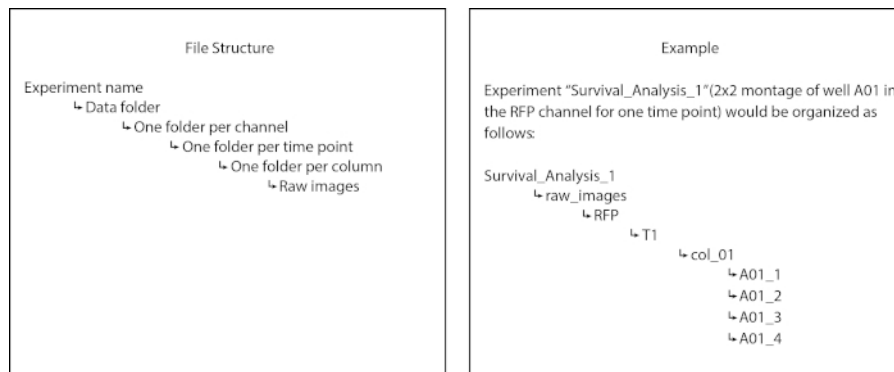 File Structure
Experiment name
↳ Data folder
↳ One folder per channel
↳ One folder per time point
↳ One folder per column
↳ Raw images
Example
Experiment “Survival_Analysis_1”(2x2 montage of well A01 in
the RFP channel for one time point) would be organized as
follows:
Survival_Analysis_1
↳ raw_images
↳ RFP
↳ T1
↳ col_01
↳ A01_1
↳ A01_2
↳ A01_3
↳ A01_4